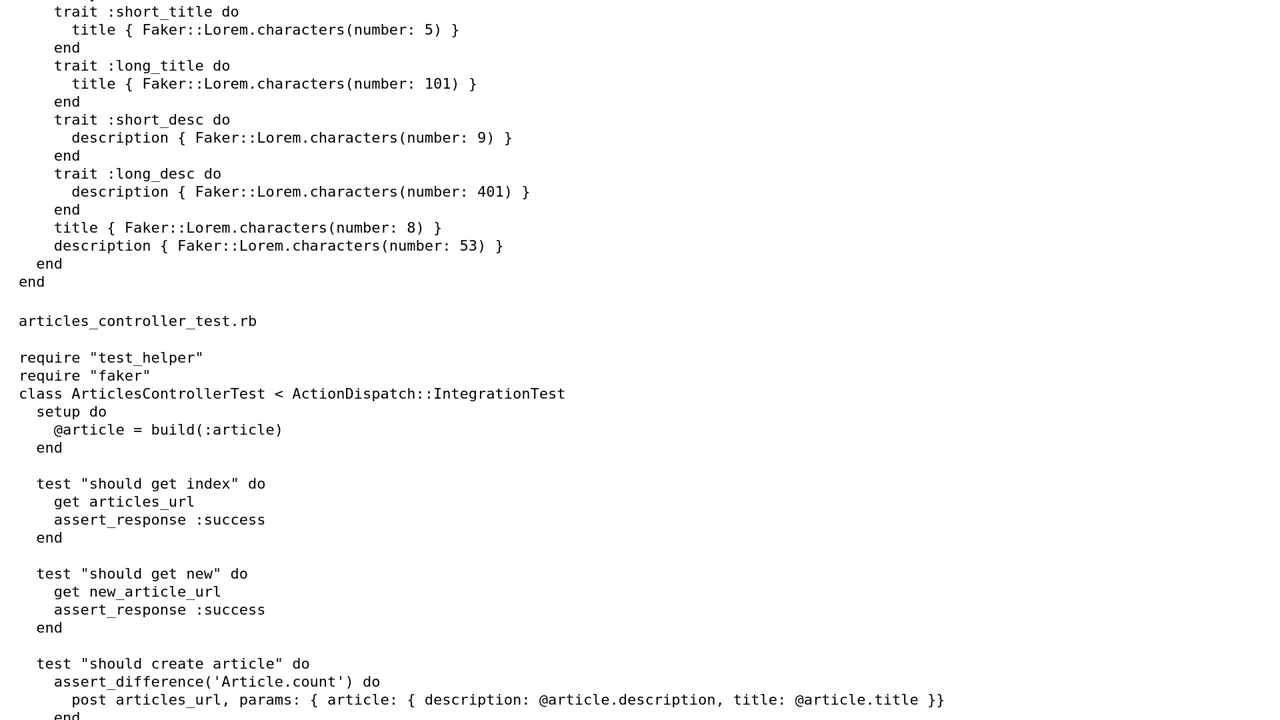 trait :short_title do
title { Faker::Lorem.characters(number: 5) }
end
trait :long_title do
title { Faker::Lorem.characters(number: 101) }
end
trait :short_desc do
description { Faker::Lorem.characters(number: 9) }
end
trait :long_desc do
description { Faker::Lorem.characters(number: 401) }
end
title { Faker::Lorem.characters(number: 8) }
description { Faker::Lorem.characters(number: 53) }
end
end
articles_controller_test.rb
require "test_helper"
require "faker"
class ArticlesControllerTest < ActionDispatch::IntegrationTest
setup do
@article = build(:article)
end
test "should get index" do
get articles_url
assert_response :success
end
test "should get new" do
get new_article_url
assert_response :success
end
test "should create article" do
assert_difference('Article.count') do
post articles_url, params: { article: { description: @article.description, title: @article.title }}
end